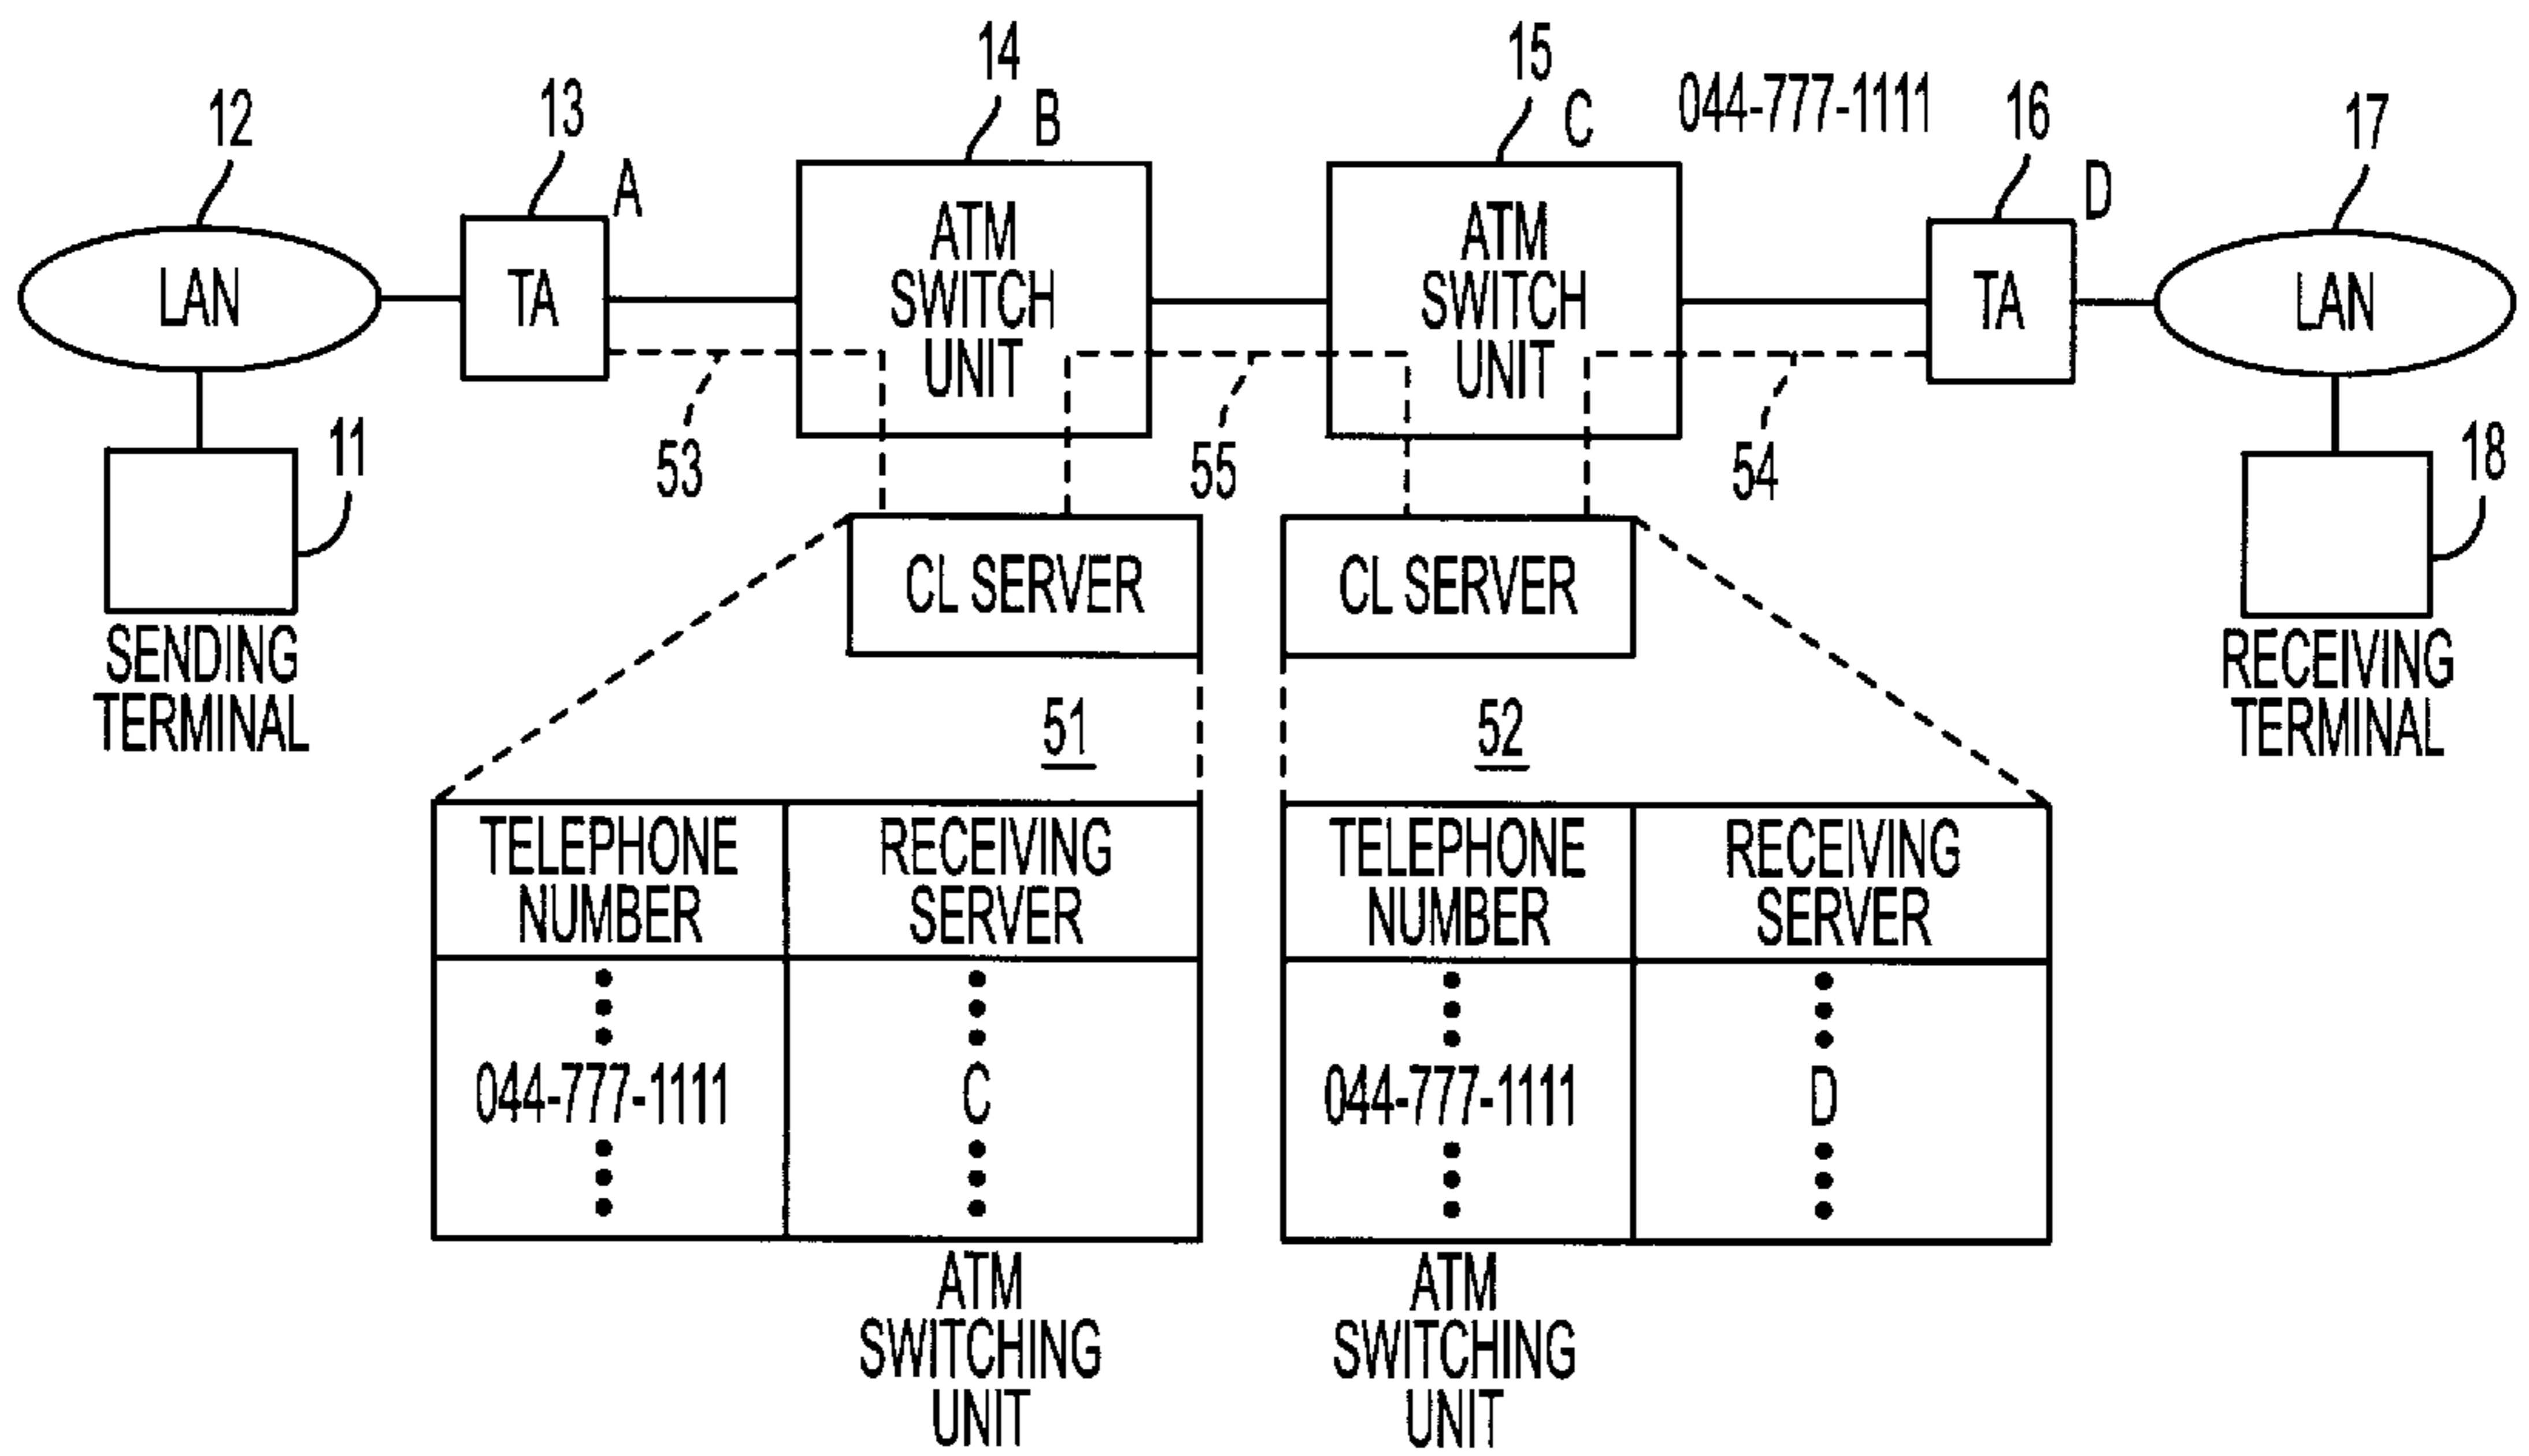 14
15
044-777-1111
12
13
B
C
16
17
A
D
LAN
TA
ATM
SWITCH
UNIT
ATM
SWITCH
UNIT
TA
LAN
11
53
55
54
18
CL SERVER
CL SERVER
SENDING
TERMINAL
RECEIVING
TERMINAL
51
52
TELEPHONE
NUMBER
RECEIVING
SERVER
TELEPHONE
NUMBER
RECEIVING
SERVER
044-777-1111
C
044-777-1111
D
ATM
SWITCHING
UNIT
ATM
SWITCHING
UNIT